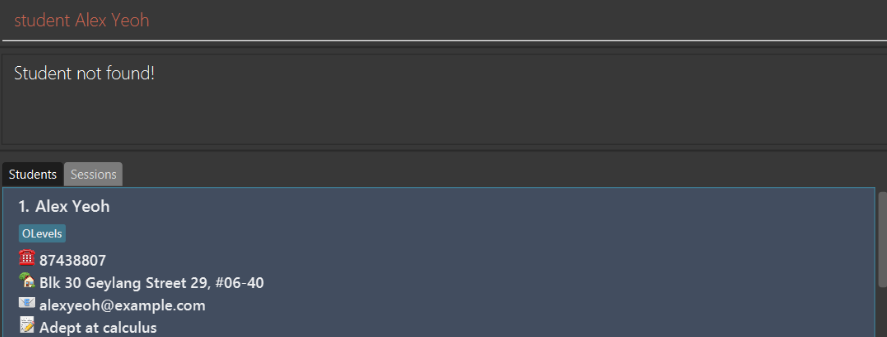 student Alex Yeoh
Student not found!
Students Sessions
1. Alex Yeoh
OLevels
87438807
Blk 30 Geylang Street 29, #06-40
alexyeoh@example.com
Adept at calculus